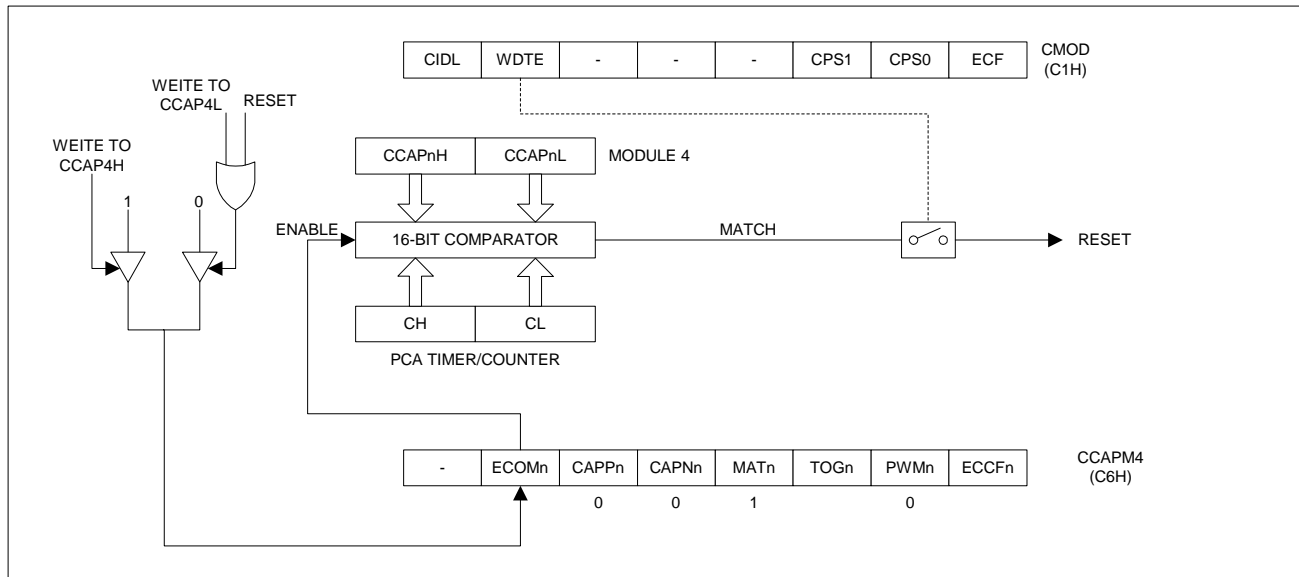 CIDL WDTE - - - CPS1 CPS0 ECF
CMOD
(C1H)
WEITE TO
CCAP4L
RESET
WEITE TO
CCAP4H
1
0
CCAPnH CCAPnL
MODULE 4
ENABLE
16-BIT COMPARATOR
MATCH
RESET
CH CL
PCA TIMER/COUNTER
- ECOMn CAPPn CAPNn MATn TOGn PWMn ECCFn
CCAPM4
(C6H)
0 0 1 0